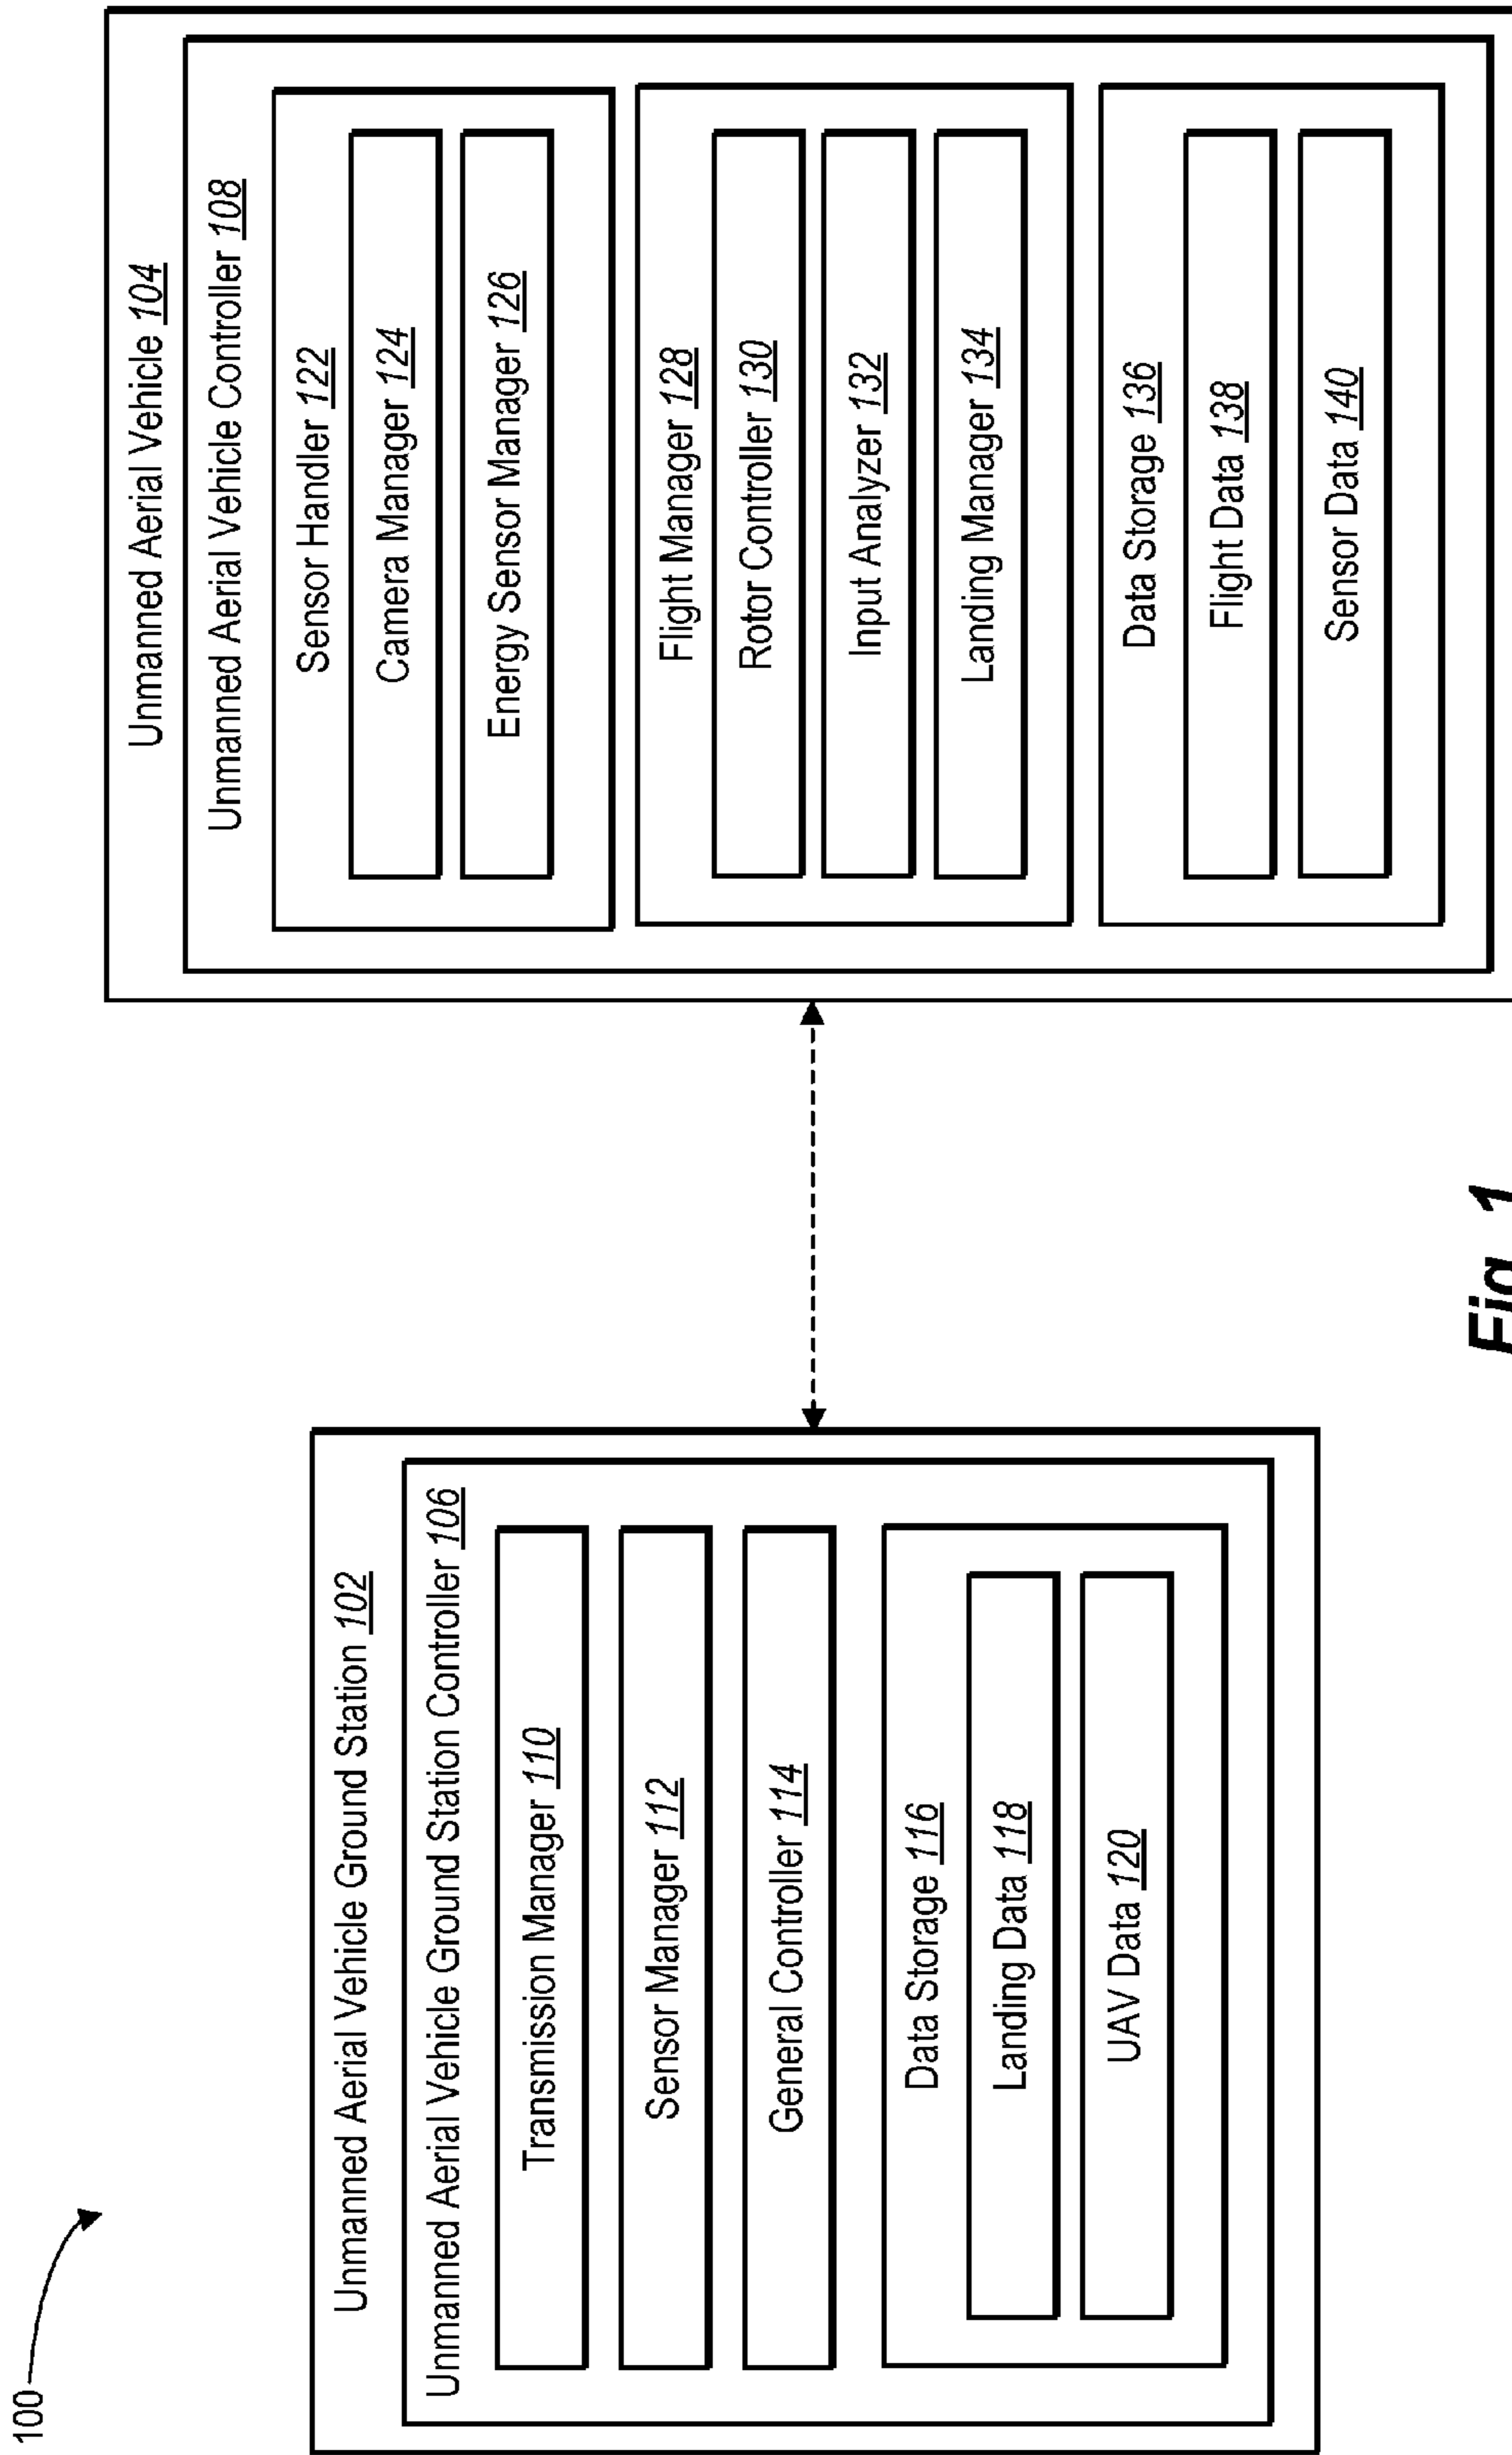 100
Unmanned Aerial Vehicle Ground Station 102
Unmanned Aerial Vehicle Ground Station Controller 106
Transmission Manager 110
Sensor Manager 112
General Controller 114
Data Storage 116
Landing Data 118
UAV Data 120
Unmanned Aerial Vehicle 104
Unmanned Aerial Vehicle Controller 108
Sensor Handler 122
Camera Manager 124
Energy Sensor Manager 126
Flight Manager 128
Rotor Controller 130
Input Analyzer 132
Landing Manager 134
Data Storage 136
Flight Data 138
Sensor Data 140
Fig. 1